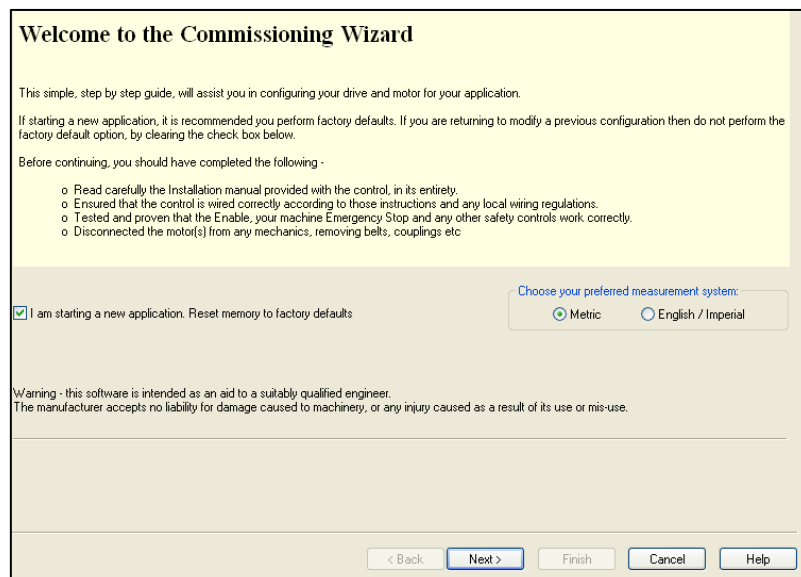 Welcome to the Commissioning Wizard
This simple, step by step guide, will assist you in configuring your drive and motor for your application.
If starting a new application, it is recommended you perform factory defaults. If you are returning to modify a previous configuration then do not perform the
factory default option, by clearing the check box below.
Before continuing, you should have completed the following -
o Read carefully the Installation manual provided with the control, in its entirety.
o Ensured that the control is wired correctly according to those instructions and any local wiring regulations.
o Tested and proven that the Enable, your machine Emergency Stop and any other safety controls work correctly.
o Disconnected the motor(s) from any mechanics, removing belts, couplings etc
Choose your preferred measurement system:
I am starting a new application. Reset memory to factory defaults
Metric English / Imperial
Warning - this software is intended as an aid to a suitably qualified engineer.
The manufacturer accepts no liability for damage caused to machinery, or any injury caused as a result of its use or mis-use.
< Back Next > Finish Cancel Help